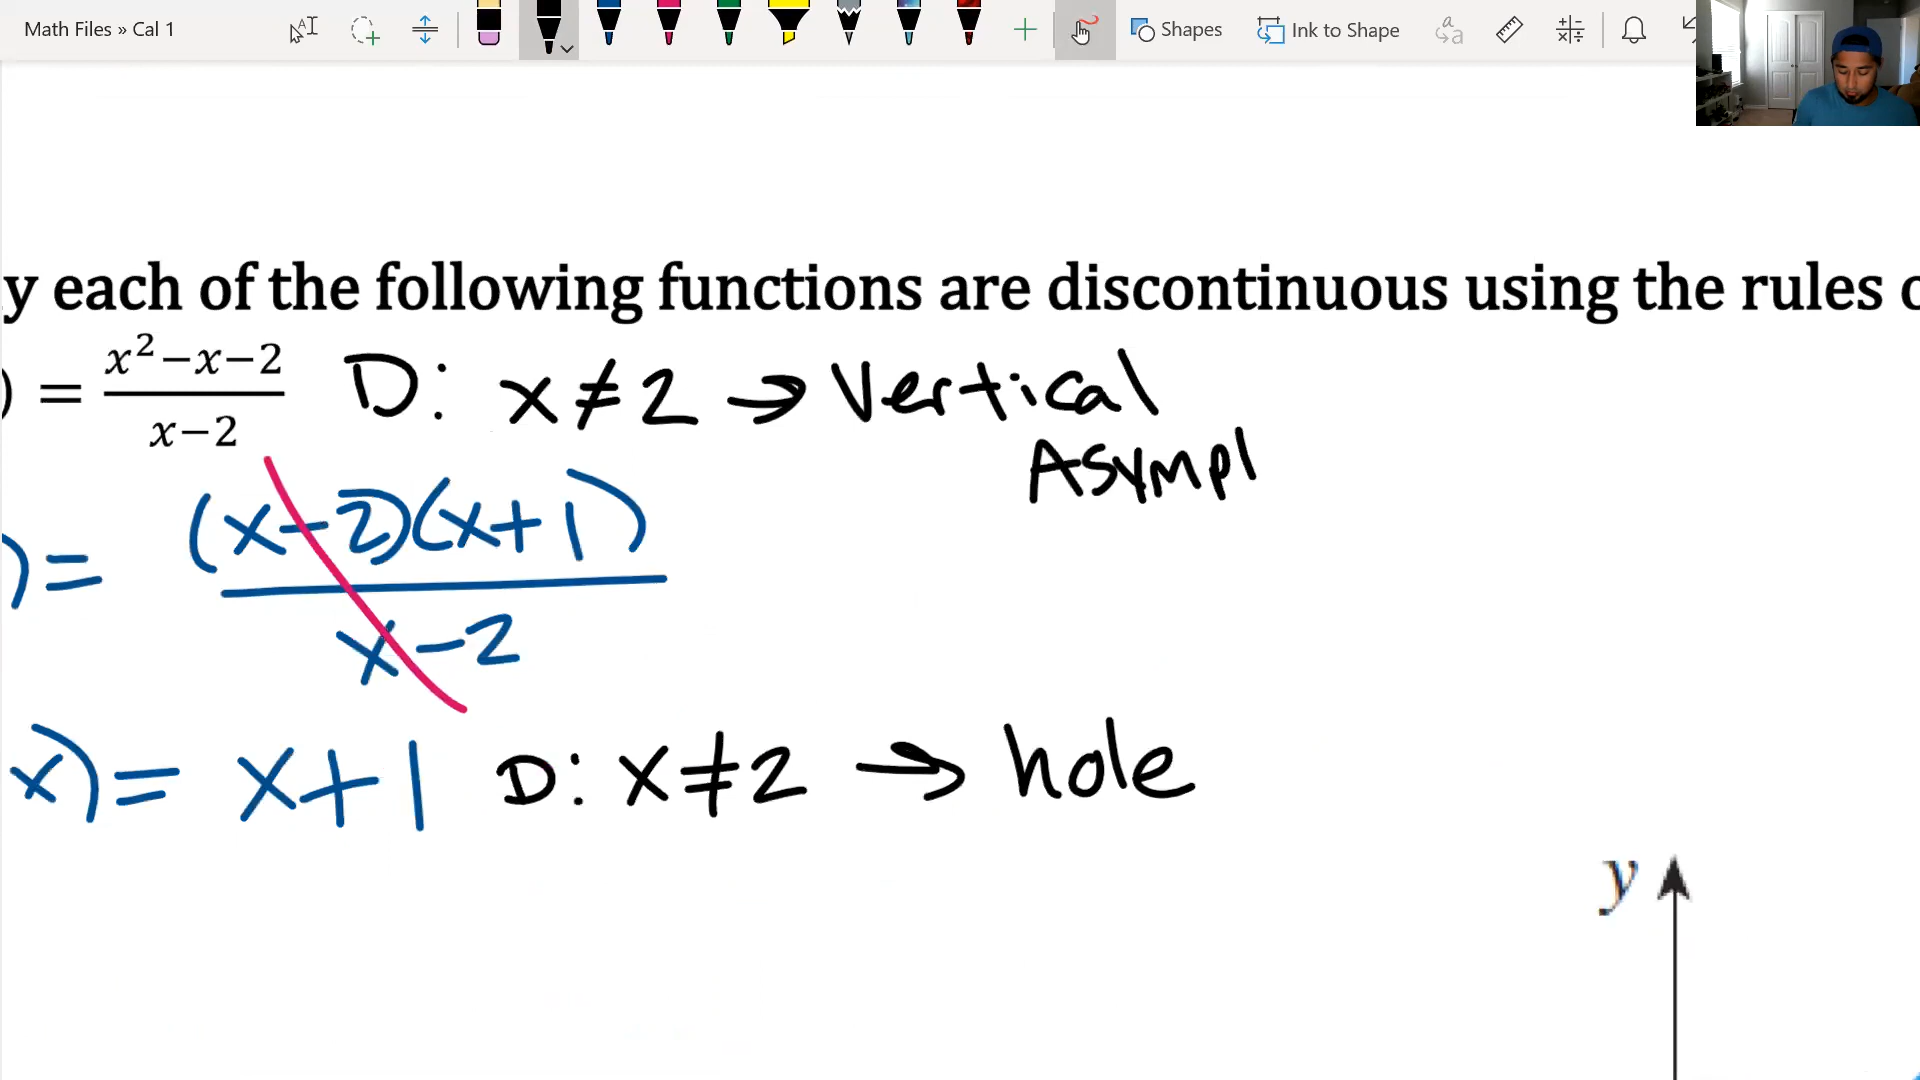 Math Files » Cal 1
Shapes
Ink to Shape
y each of the following functions are discontinuous using the rules o
) = x²−x−2 / x−2 D: x ≠ 2 → Vertical
Asympl
) = (x−2)(x+1) / x−2
x) = x+1 D: x ≠ 2 → hole
y